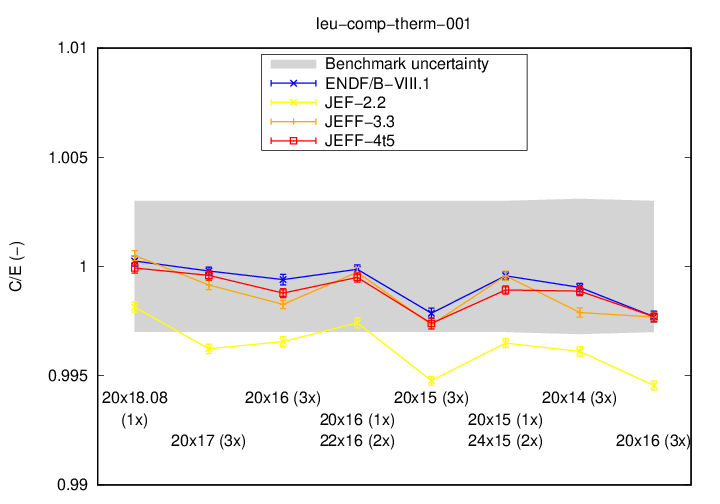 leu−comp−therm−001
1.01
1.005
1
0.995
0.99
C/E (−)
Benchmark uncertainty
ENDF/B−VIII.1
JEF−2.2
JEFF−3.3
JEFF−4t5
20x18.08
(1x)
20x17 (3x)
20x16 (3x)
20x16 (1x)
22x16 (2x)
20x15 (3x)
20x15 (1x)
24x15 (2x)
20x14 (3x)
20x16 (3x)